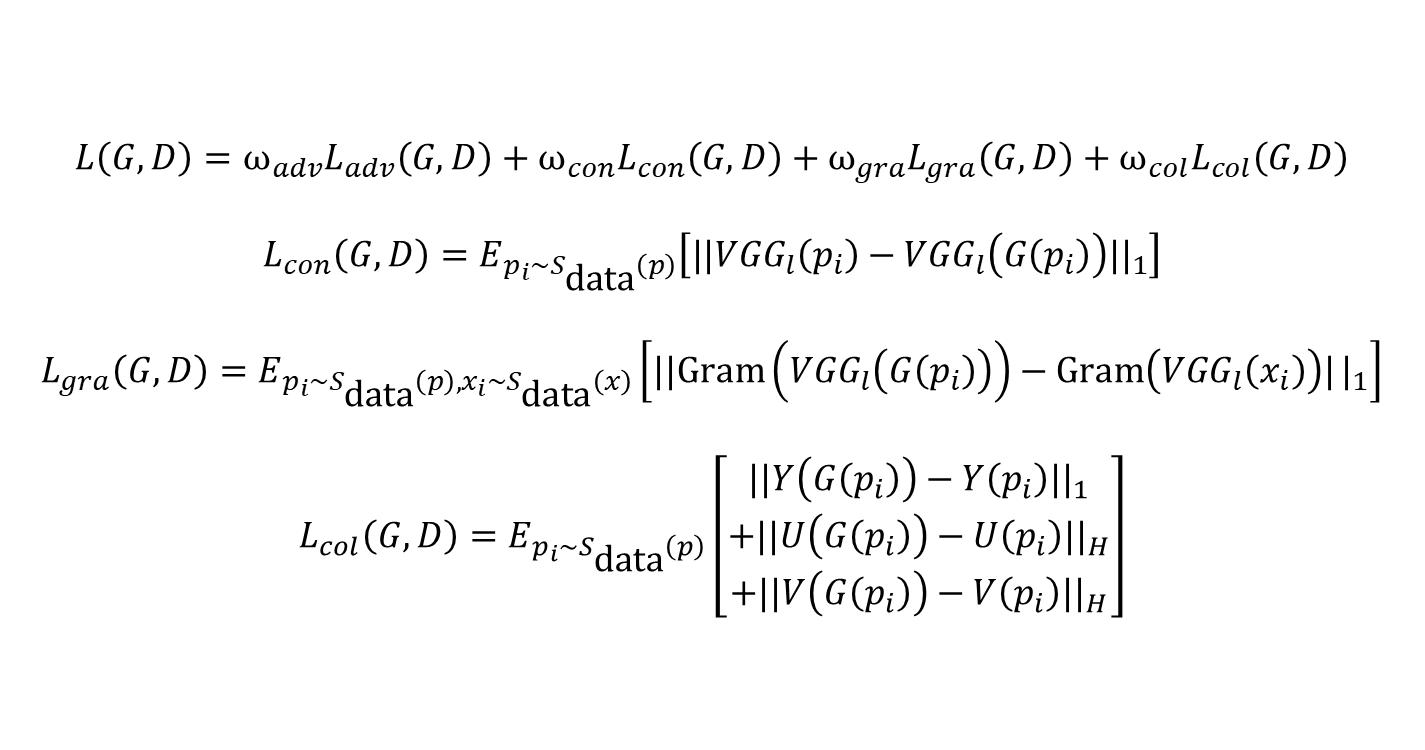 L(G, D) = ω_adv L_adv(G, D) + ω_con L_con(G, D) + ω_gra L_gra(G, D) + ω_col L_col(G, D)
L_con(G, D) = E_{p_i~S_data(p)}[||VGG_l(p_i) − VGG_l(G(p_i))||_1]
L_gra(G, D) = E_{p_i~S_data(p),x_i~S_data(x)}[||Gram(VGG_l(G(p_i))) − Gram(VGG_l(x_i))||_1]
L_col(G, D) = E_{p_i~S_data(p)}[||Y(G(p_i)) − Y(p_i)||_1
+||U(G(p_i)) − U(p_i)||_H
+||V(G(p_i)) − V(p_i)||_H]